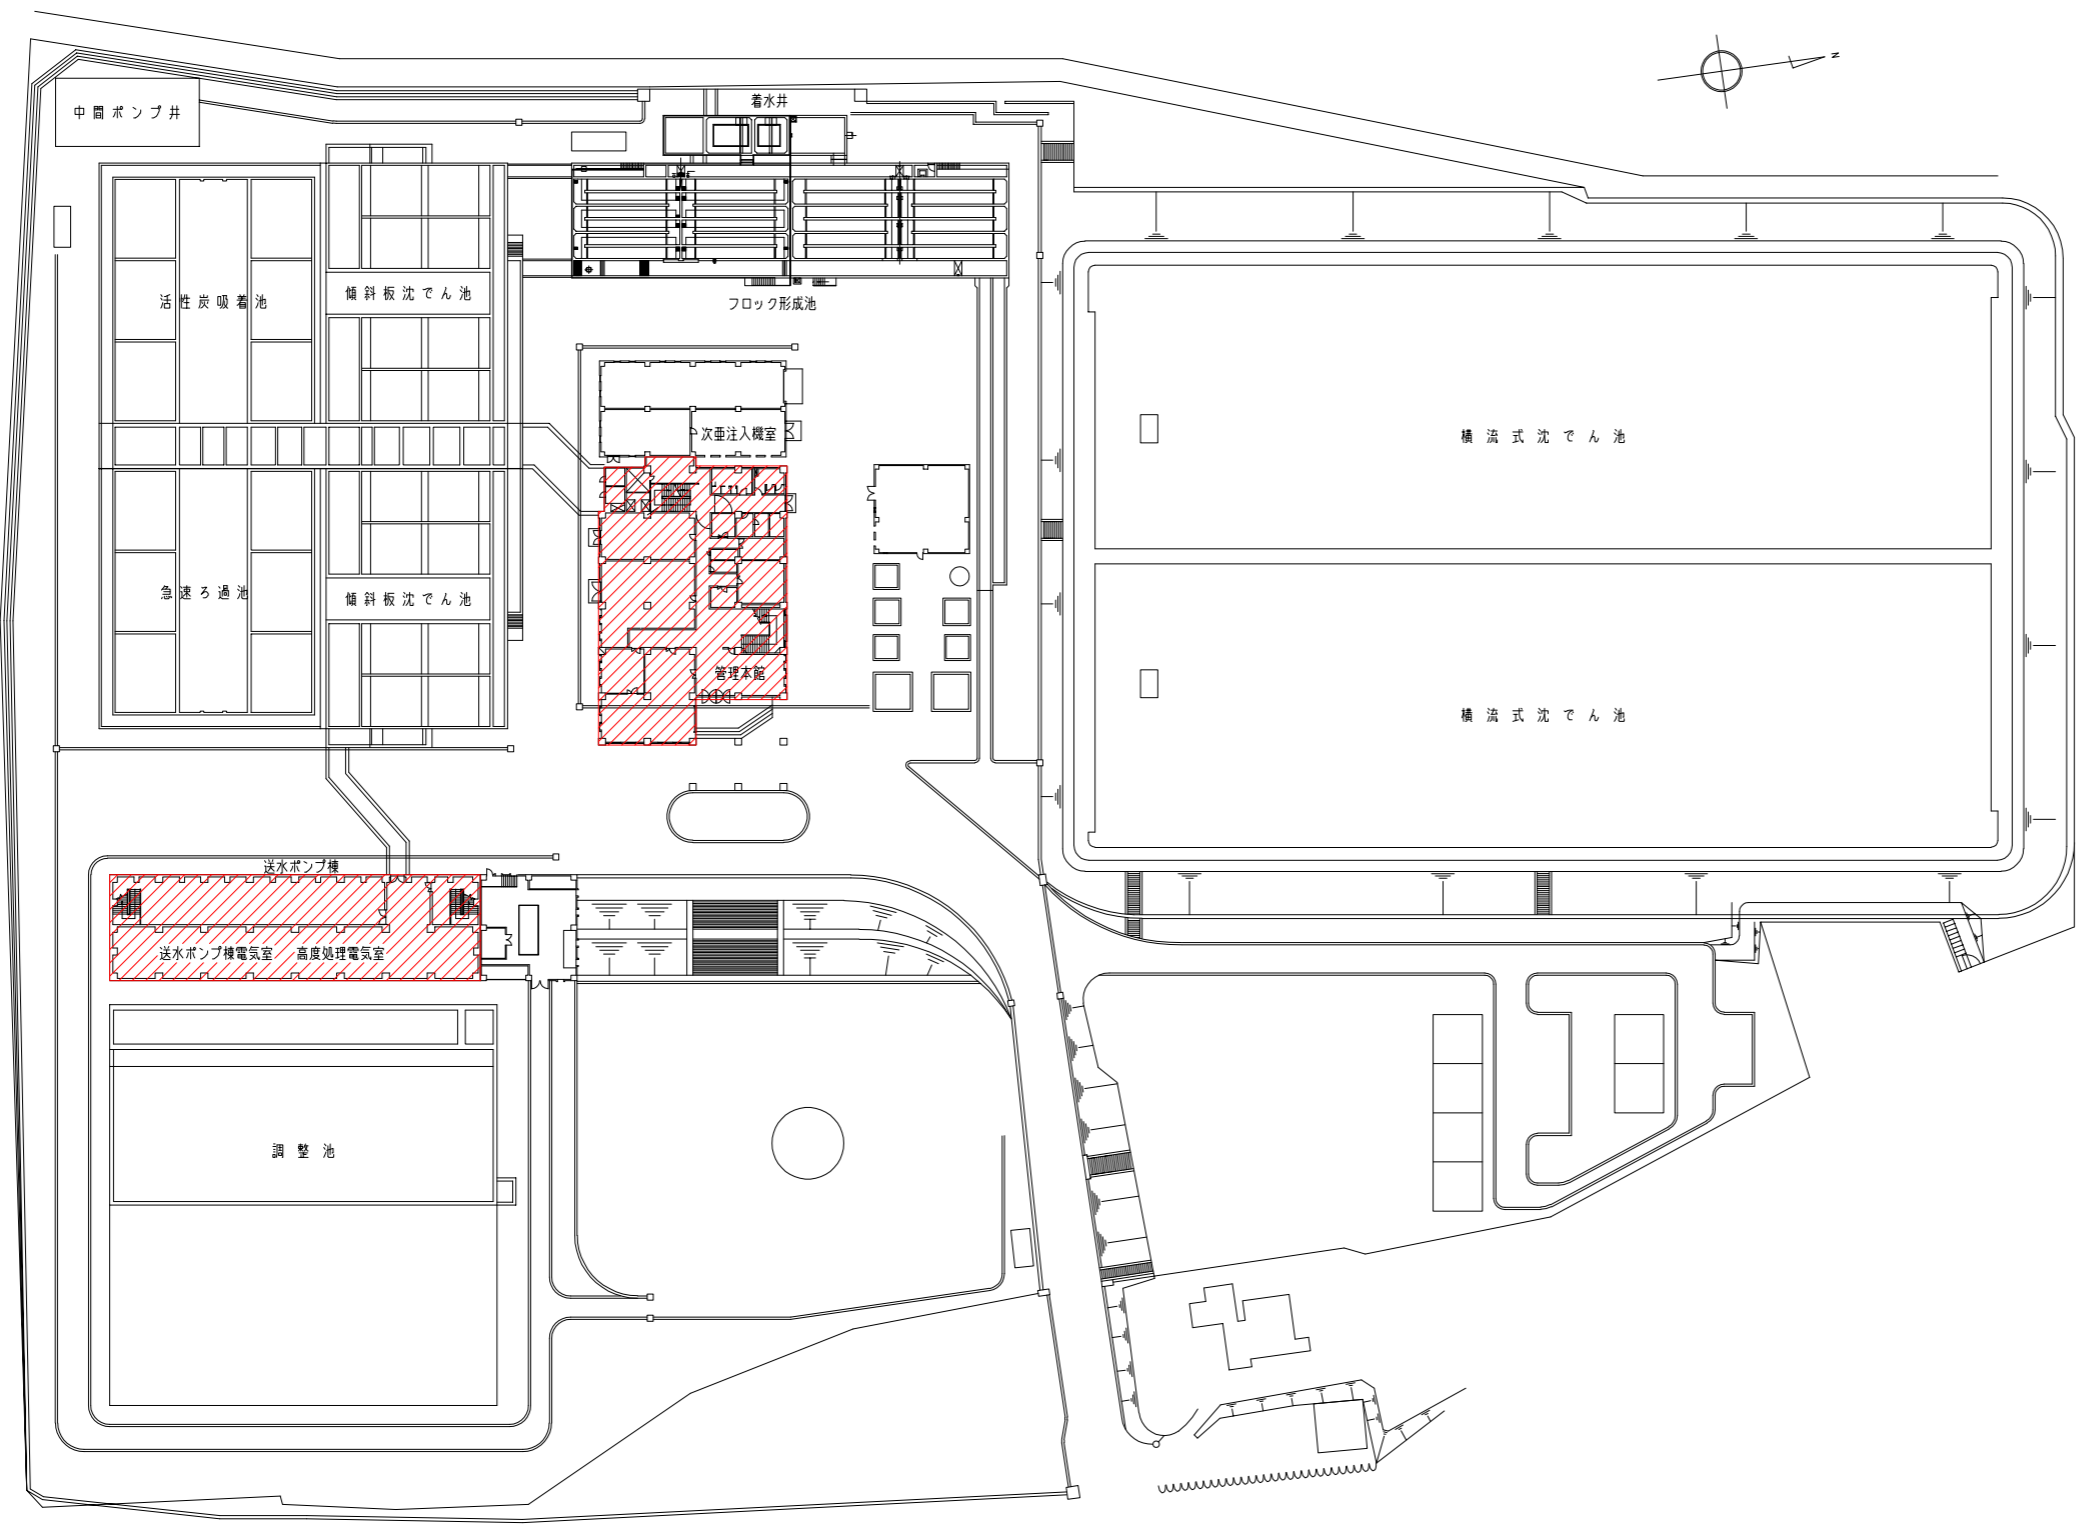 N
中間ポンプ井
着水井
活性炭吸着池
傾斜板沈でん池
フロック形成池
次亜注入機室
横流式沈でん池
急速ろ過池
傾斜板沈でん池
管理本館
横流式沈でん池
送水ポンプ棟
送水ポンプ棟電気室
高度処理電気室
調整池